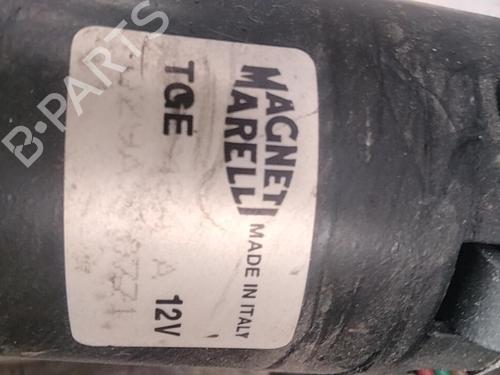 MAGNETI
MARELLI
MADE IN ITALY
TGE
12V
B-PARTS